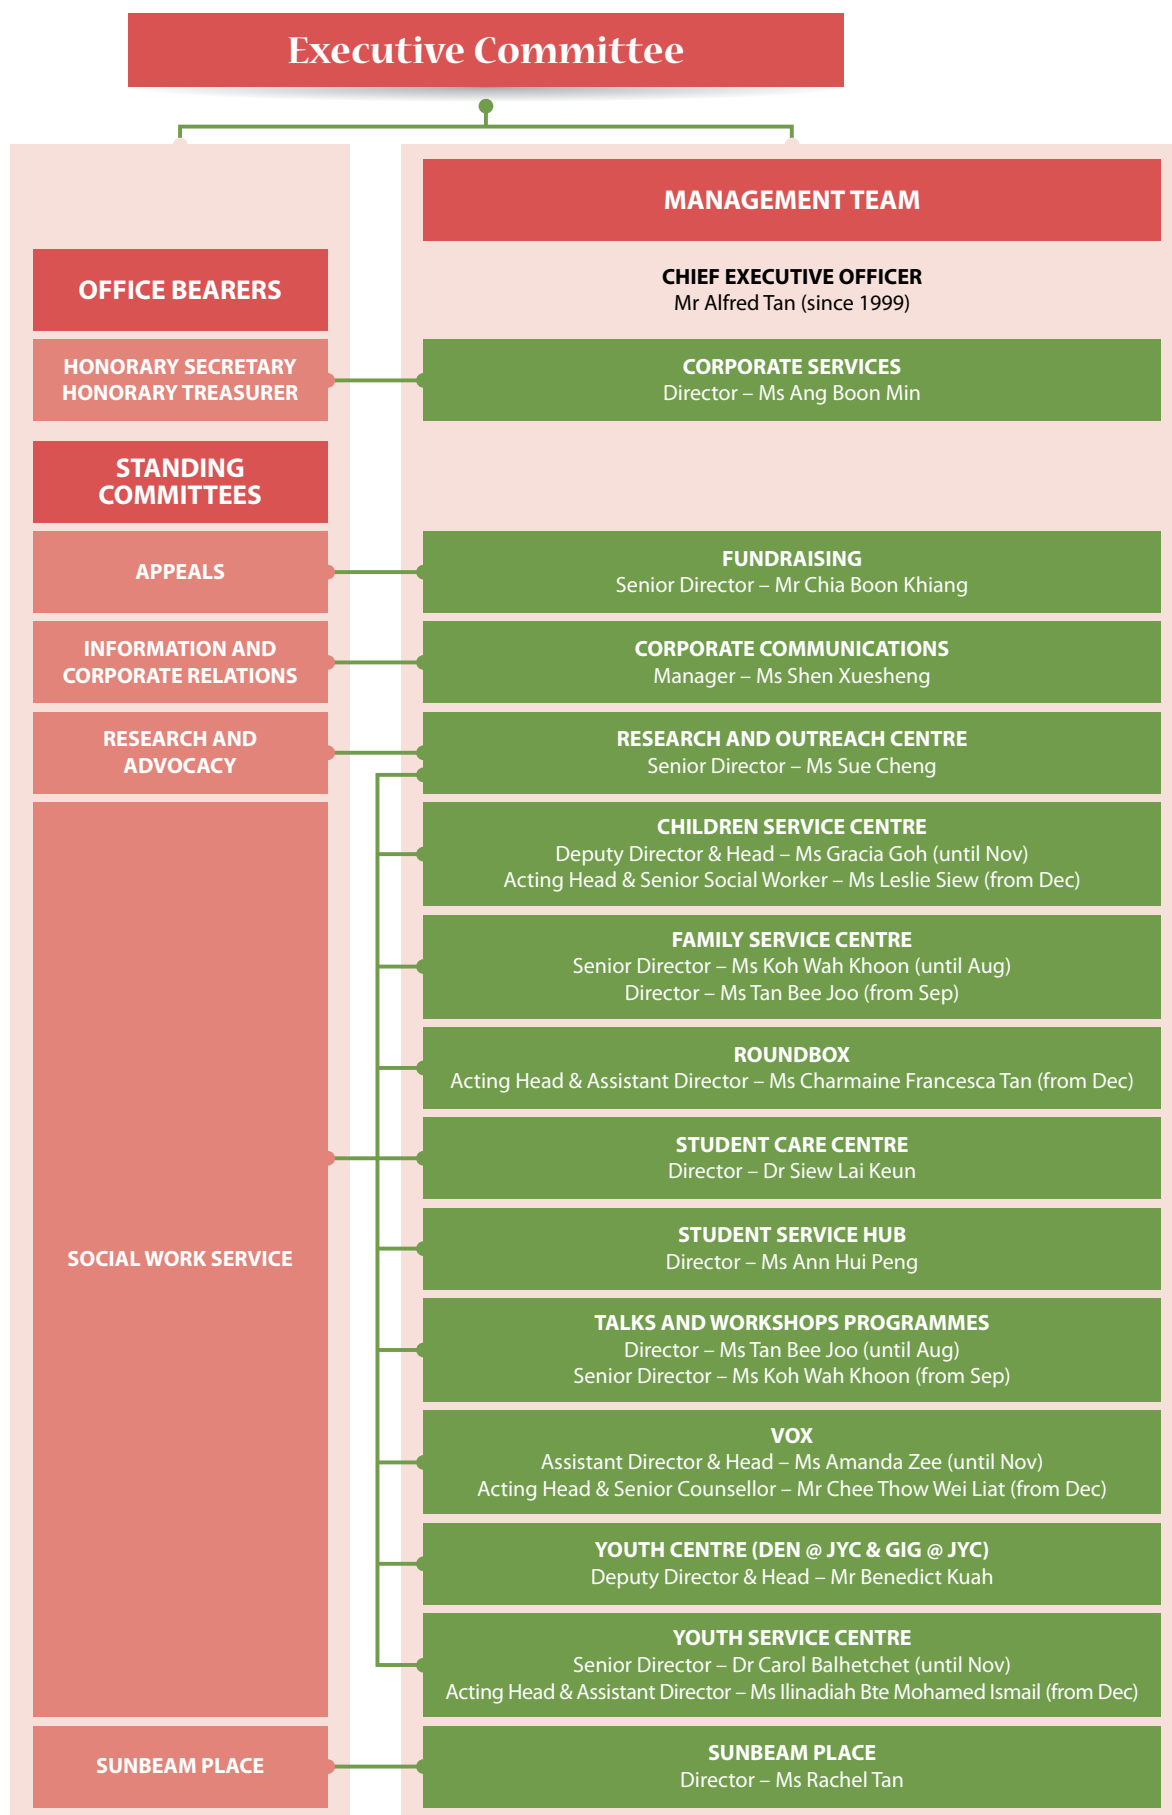 Executive Committee
OFFICE BEARERS
HONORARY SECRETARY
HONORARY TREASURER
STANDING
COMMITTEES
APPEALS
INFORMATION AND
CORPORATE RELATIONS
RESEARCH AND
ADVOCACY
SOCIAL WORK SERVICE
SUNBEAM PLACE
MANAGEMENT TEAM
CHIEF EXECUTIVE OFFICER
Mr Alfred Tan (since 1999)
CORPORATE SERVICES
Director – Ms Ang Boon Min
FUNDRAISING
Senior Director – Mr Chia Boon Khiang
CORPORATE COMMUNICATIONS
Manager – Ms Shen Xuesheng
RESEARCH AND OUTREACH CENTRE
Senior Director – Ms Sue Cheng
CHILDREN SERVICE CENTRE
Deputy Director & Head – Ms Gracia Goh (until Nov)
Acting Head & Senior Social Worker – Ms Leslie Siew (from Dec)
FAMILY SERVICE CENTRE
Senior Director – Ms Koh Wah Khoon (until Aug)
Director – Ms Tan Bee Joo (from Sep)
ROUNDBOX
Acting Head & Assistant Director – Ms Charmaine Francesca Tan (from Dec)
STUDENT CARE CENTRE
Director – Dr Siew Lai Keun
STUDENT SERVICE HUB
Director – Ms Ann Hui Peng
TALKS AND WORKSHOPS PROGRAMMES
Director – Ms Tan Bee Joo (until Aug)
Senior Director – Ms Koh Wah Khoon (from Sep)
VOX
Assistant Director & Head – Ms Amanda Zee (until Nov)
Acting Head & Senior Counsellor – Mr Chee Thow Wei Liat (from Dec)
YOUTH CENTRE (DEN @ JYC & GIG @ JYC)
Deputy Director & Head – Mr Benedict Kuah
YOUTH SERVICE CENTRE
Senior Director – Dr Carol Balhetchet (until Nov)
Acting Head & Assistant Director – Ms Ilinadiah Bte Mohamed Ismail (from Dec)
SUNBEAM PLACE
Director – Ms Rachel Tan